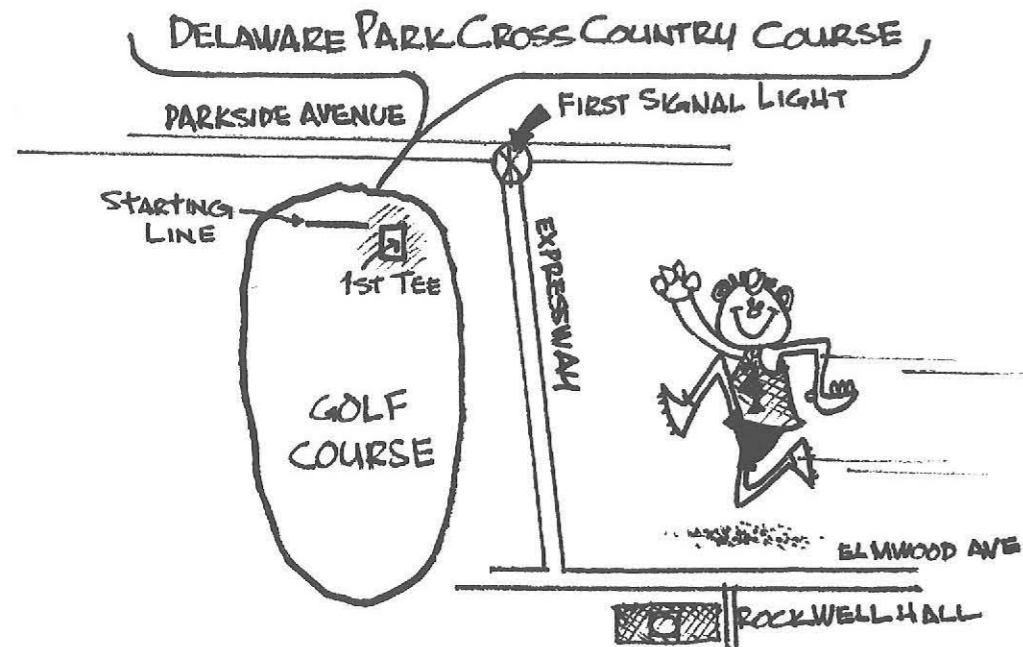 DELAWARE PARK CROSS COUNTRY COURSE
PARKSIDE AVENUE
FIRST SIGNAL LIGHT
STARTING
LINE
1ST TEE
EXPRESSWAY
GOLF
COURSE
ELMWOOD AVE
ROCKWELL HALL